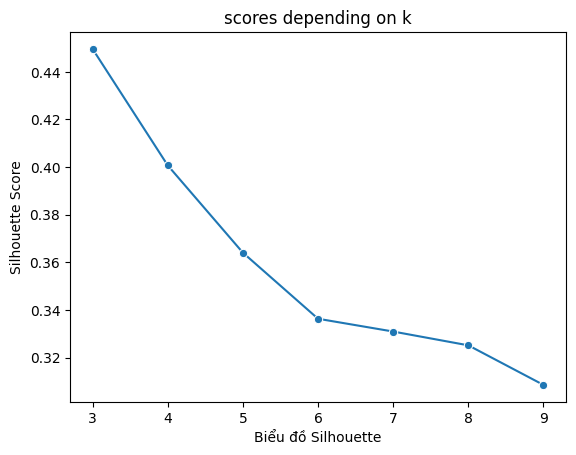 scores depending on k
Silhouette Score
0.44
0.42
0.40
0.38
0.36
0.34
0.32
3 4 5 6 7 8 9
Biểu đồ Silhouette